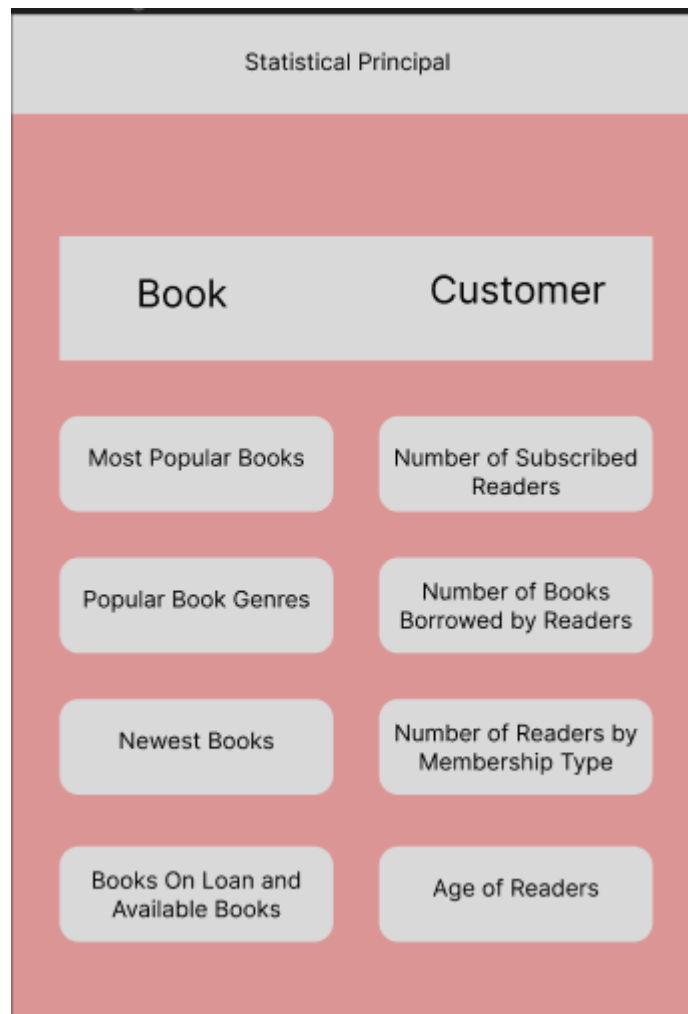 Statistical Principal
Book
Customer
Most Popular Books
Number of Subscribed
Readers
Popular Book Genres
Number of Books
Borrowed by Readers
Newest Books
Number of Readers by
Membership Type
Books On Loan and
Available Books
Age of Readers